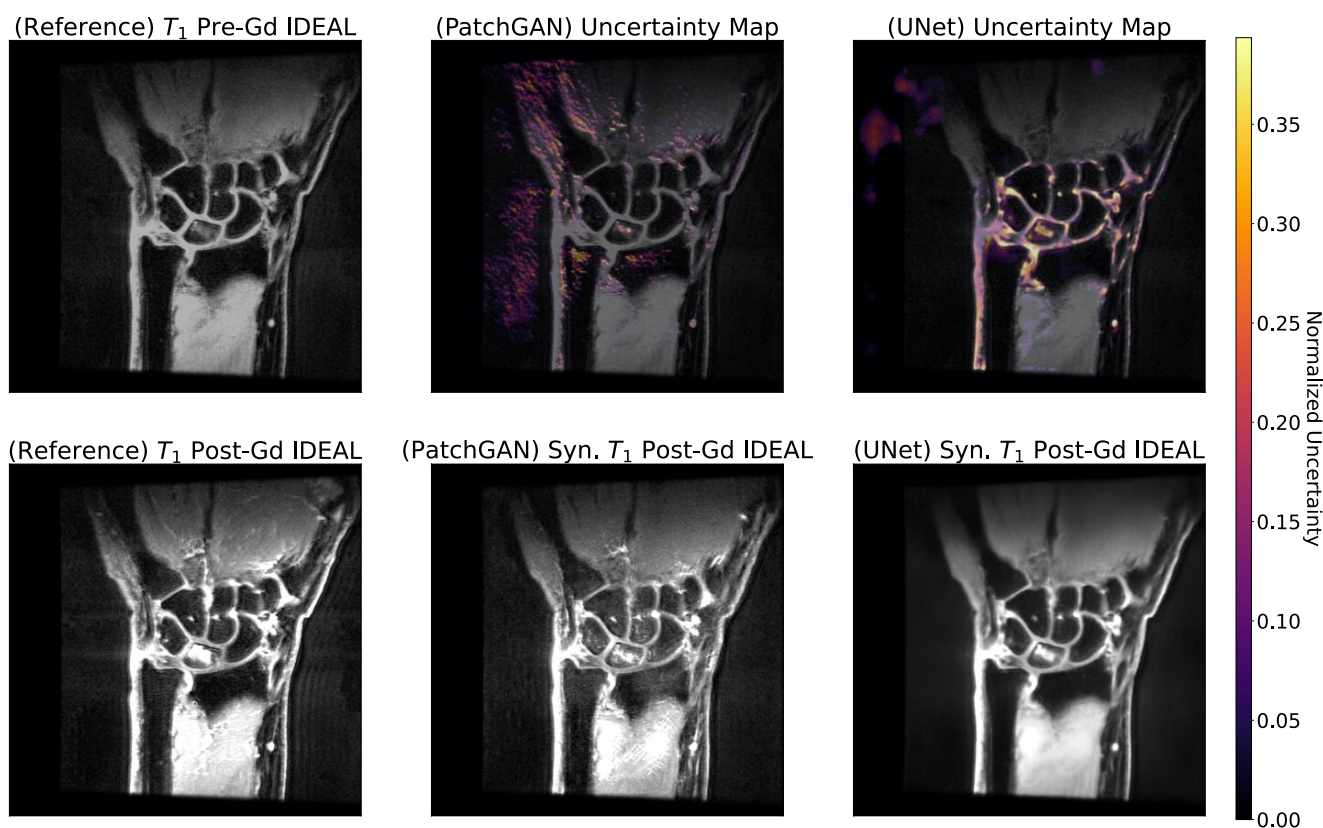 (Reference) T₁ Pre-Gd IDEAL
(PatchGAN) Uncertainty Map
(UNet) Uncertainty Map
(Reference) T₁ Post-Gd IDEAL
(PatchGAN) Syn. T₁ Post-Gd IDEAL
(UNet) Syn. T₁ Post-Gd IDEAL
0.35
0.30
0.25
0.20
0.15
0.10
0.05
0.00
Normalized Uncertainty